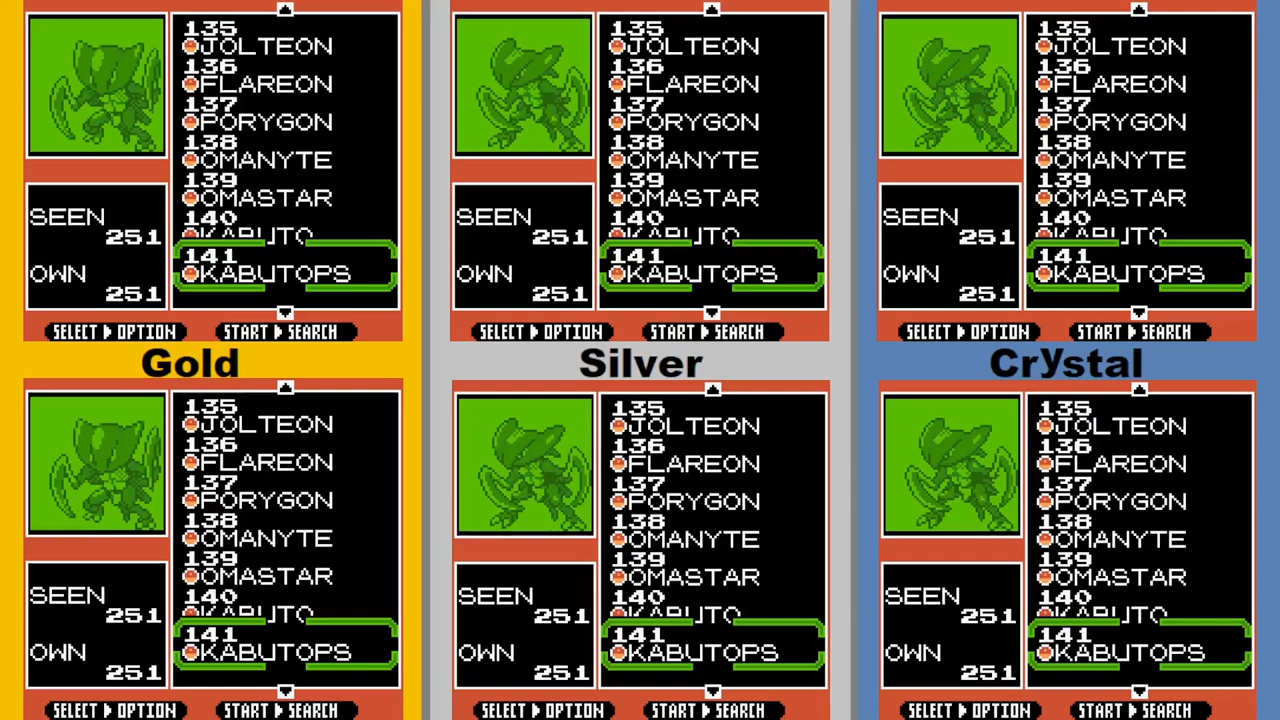 135
JOLTEON
136
FLAREON
137
PORYGON
138
OMANYTE
139
OMASTAR
140
KABUTO
141
KABUTOPS
SEEN
251
OWN
251
SELECT OPTION
START SEARCH
135
JOLTEON
136
FLAREON
137
PORYGON
138
OMANYTE
139
OMASTAR
140
KABUTO
141
KABUTOPS
SEEN
251
OWN
251
SELECT OPTION
START SEARCH
135
JOLTEON
136
FLAREON
137
PORYGON
138
OMANYTE
139
OMASTAR
140
KABUTO
141
KABUTOPS
SEEN
251
OWN
251
SELECT OPTION
START SEARCH
Gold
Silver
Crystal
135
JOLTEON
136
FLAREON
137
PORYGON
138
OMANYTE
139
OMASTAR
140
KABUTO
141
KABUTOPS
SEEN
251
OWN
251
SELECT OPTION
START SEARCH
135
JOLTEON
136
FLAREON
137
PORYGON
138
OMANYTE
139
OMASTAR
140
KABUTO
141
KABUTOPS
SEEN
251
OWN
251
SELECT OPTION
START SEARCH
135
JOLTEON
136
FLAREON
137
PORYGON
138
OMANYTE
139
OMASTAR
140
KABUTO
141
KABUTOPS
SEEN
251
OWN
251
SELECT OPTION
START SEARCH